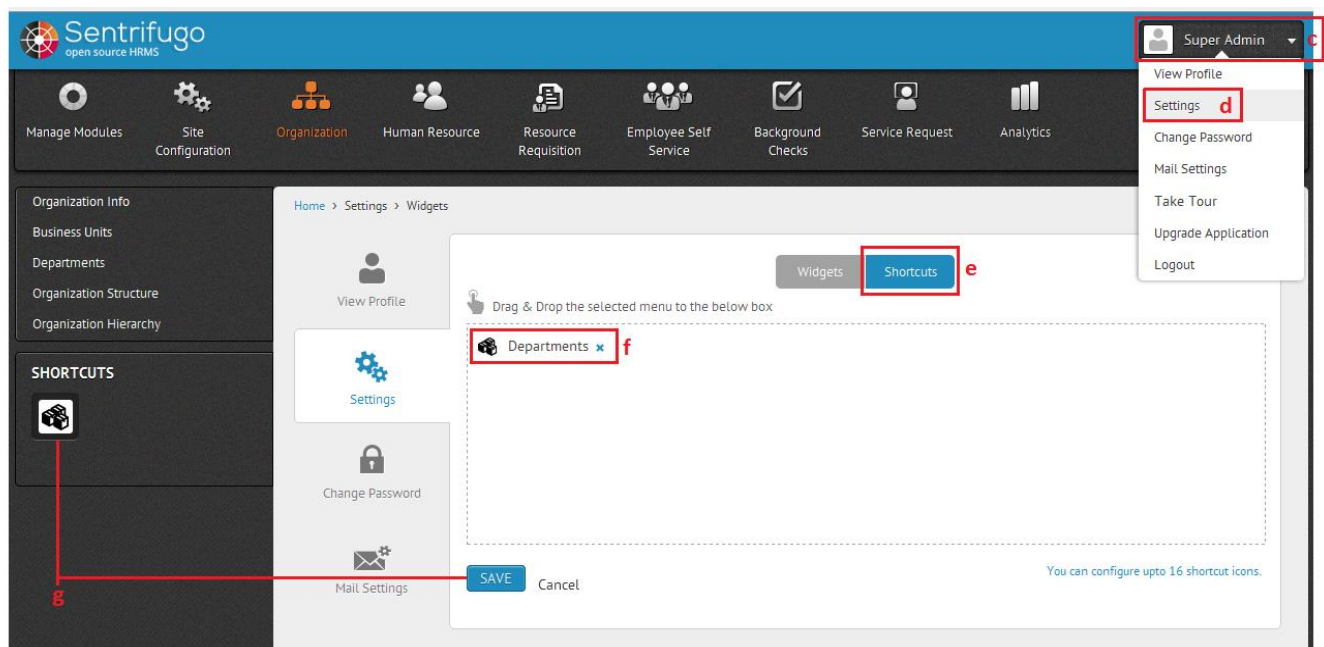 Sentrifugo
open source HRMS
Super Admin
c
View Profile
Settings
d
Change Password
Mail Settings
Take Tour
Upgrade Application
Logout
Manage Modules
Site
Configuration
Organization
Human Resource
Resource
Requisition
Employee Self
Service
Background
Checks
Service Request
Analytics
Organization Info
Business Units
Departments
Organization Structure
Organization Hierarchy
SHORTCUTS
g
Home > Settings > Widgets
View Profile
Settings
Change Password
Mail Settings
Widgets
Shortcuts
e
Drag & Drop the selected menu to the below box
Departments x
f
SAVE
Cancel
You can configure upto 16 shortcut icons.